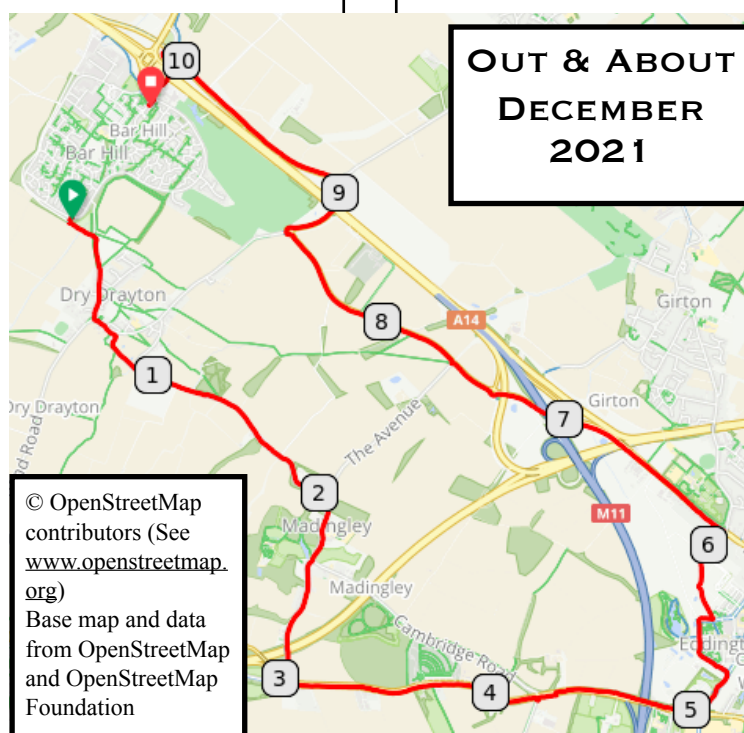 OUT & ABOUT
DECEMBER
2021
10
Bar Hill
Bar Hill
9
Dry Drayton
8
A14
Girton
1
Dry Drayton
Girton
7
The Avenue
2
Madingley
M11
6
Madingley
Cambridge Road
3
4
5
© OpenStreetMap
contributors (See
www.openstreetmap.
org)
Base map and data
from OpenStreetMap
and OpenStreetMap
Foundation